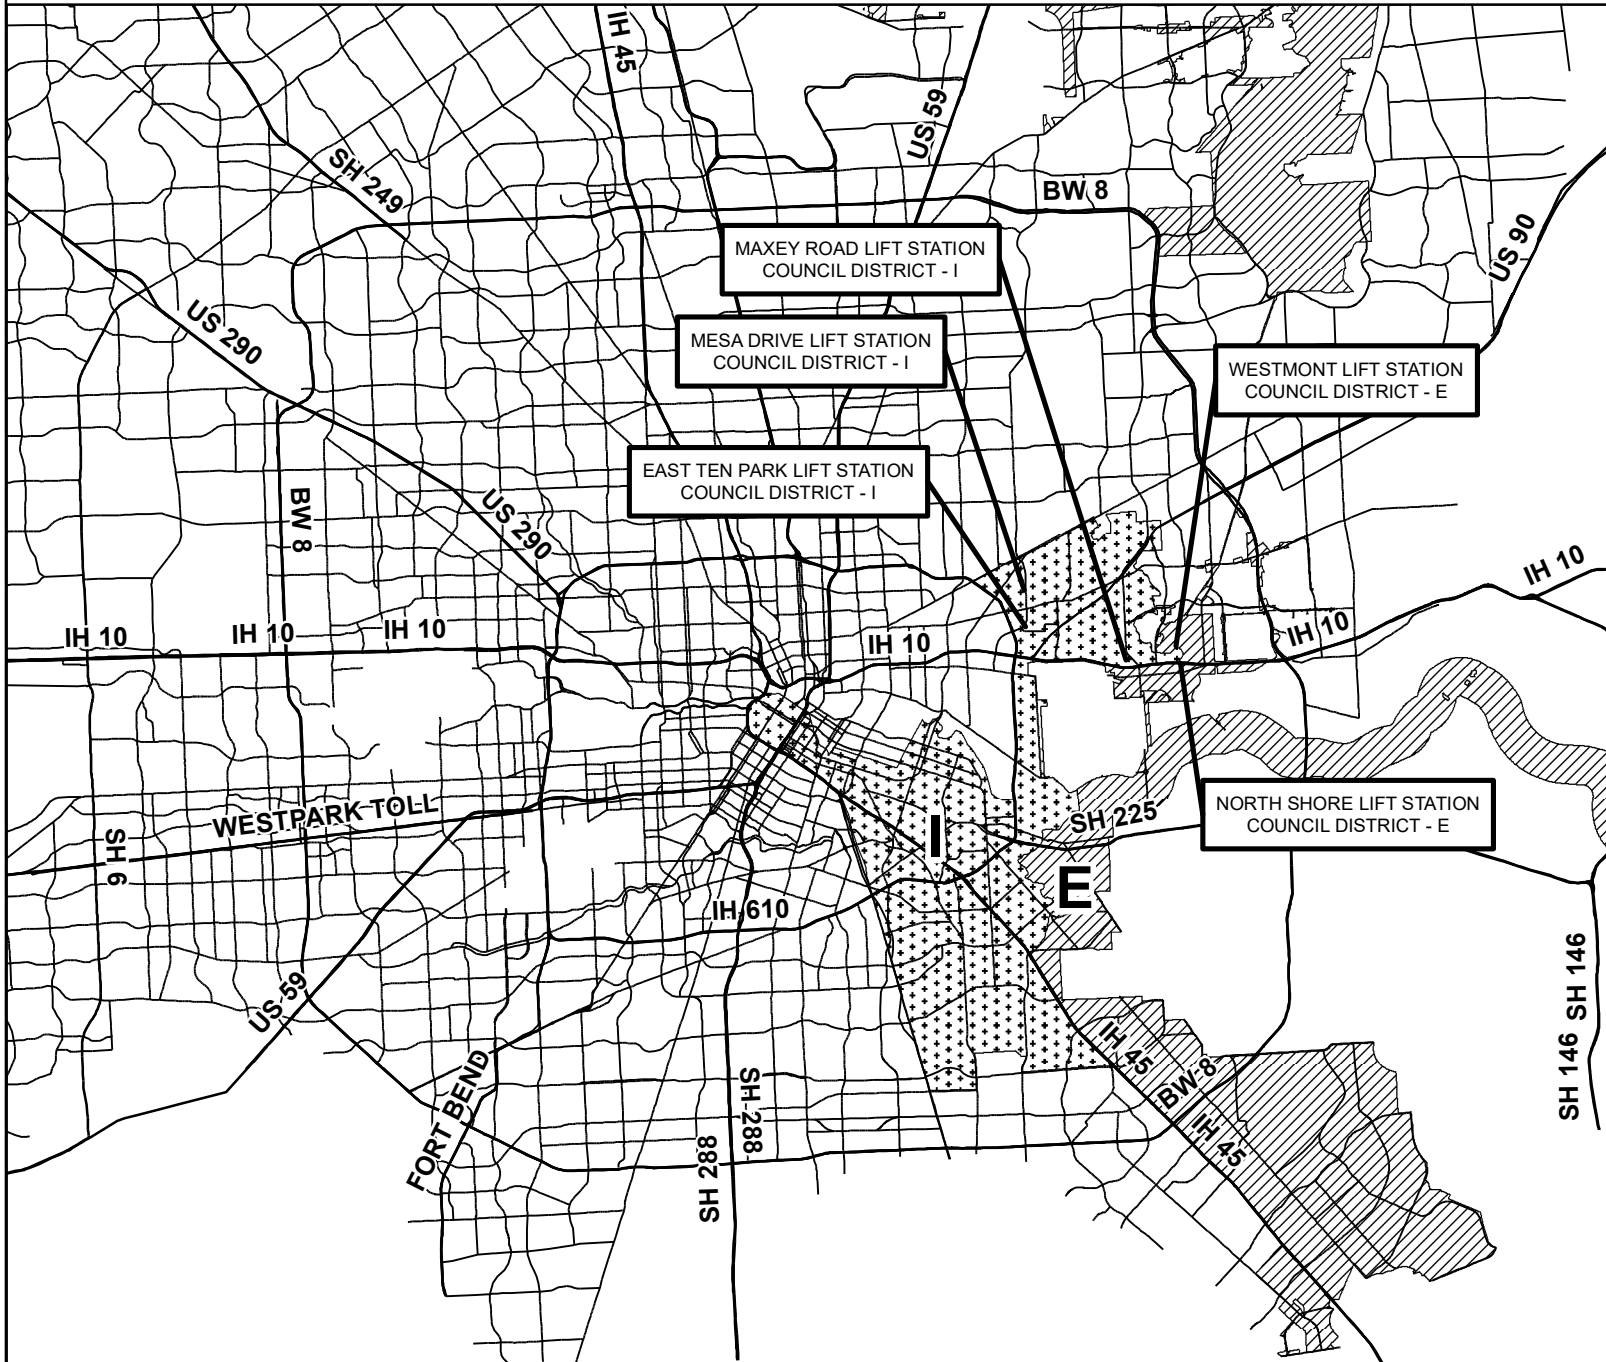 IH 45
US 59
SH 249
BW 8
MAXEY ROAD LIFT STATION
COUNCIL DISTRICT - I
US 90
US 290
MESA DRIVE LIFT STATION
COUNCIL DISTRICT - I
WESTMONT LIFT STATION
COUNCIL DISTRICT - E
EAST TEN PARK LIFT STATION
COUNCIL DISTRICT - I
BW 8
US 290
IH 10
IH 10
IH 10
IH 10
IH 10
IH 10
WESTPARK TOLL
SH 6
I
SH 225
NORTH SHORE LIFT STATION
COUNCIL DISTRICT - E
E
IH 610
US 59
SH 146
FORT BEND
IH 45
BW 8
SH 146
SH 288
SH 288
IH 45